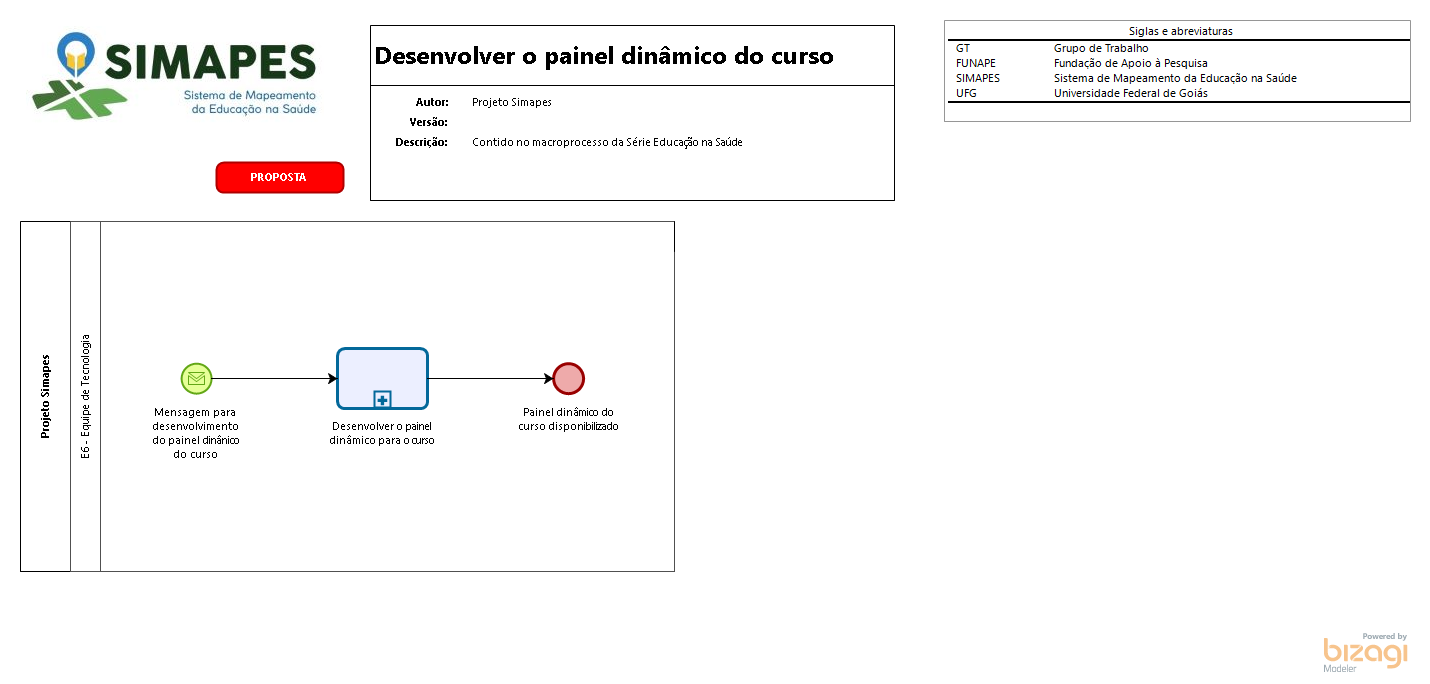 SIMAPES
Sistema de Mapeamento
da Educação na Saúde
PROPOSTA
Desenvolver o painel dinâmico do curso
Autor: Projeto Simapes
Versão:
Descrição: Contido no macroprocesso da Série Educação na Saúde
Siglas e abreviaturas
GT Grupo de Trabalho
FUNAPE Fundação de Apoio à Pesquisa
SIMAPES Sistema de Mapeamento da Educação na Saúde
UFG Universidade Federal de Goiás
Projeto Simapes
E6 - Equipe de Tecnologia
Mensagem para
desenvolvimento
do painel dinânico
do curso
Desenvolver o painel
dinâmico para o curso
Painel dinâmico do
curso disponibilizado
Powered by
bizagi
Modeler